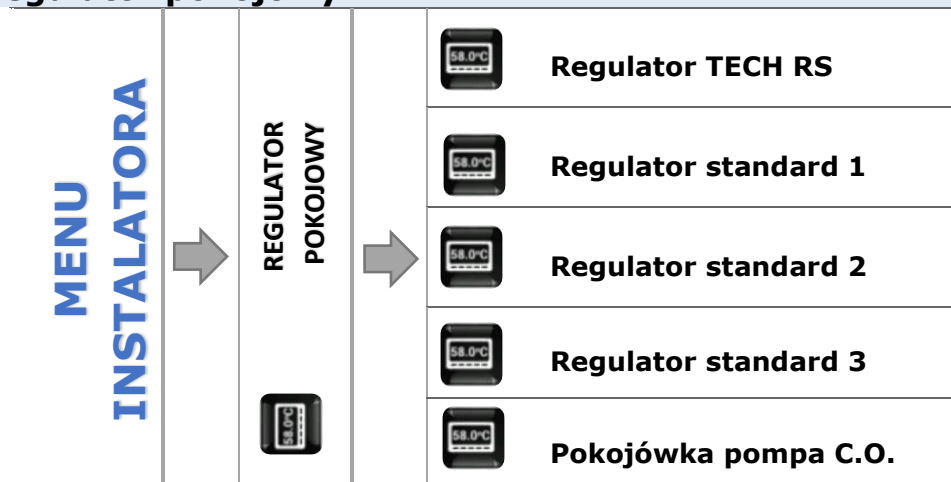 MENU
INSTALATORA
REGULATOR
POKOJOWY
58.0°C
58.0°C
Regulator TECH RS
58.0°C
Regulator standard 1
58.0°C
Regulator standard 2
58.0°C
Regulator standard 3
58.0°C
Pokojówka pompa C.O.